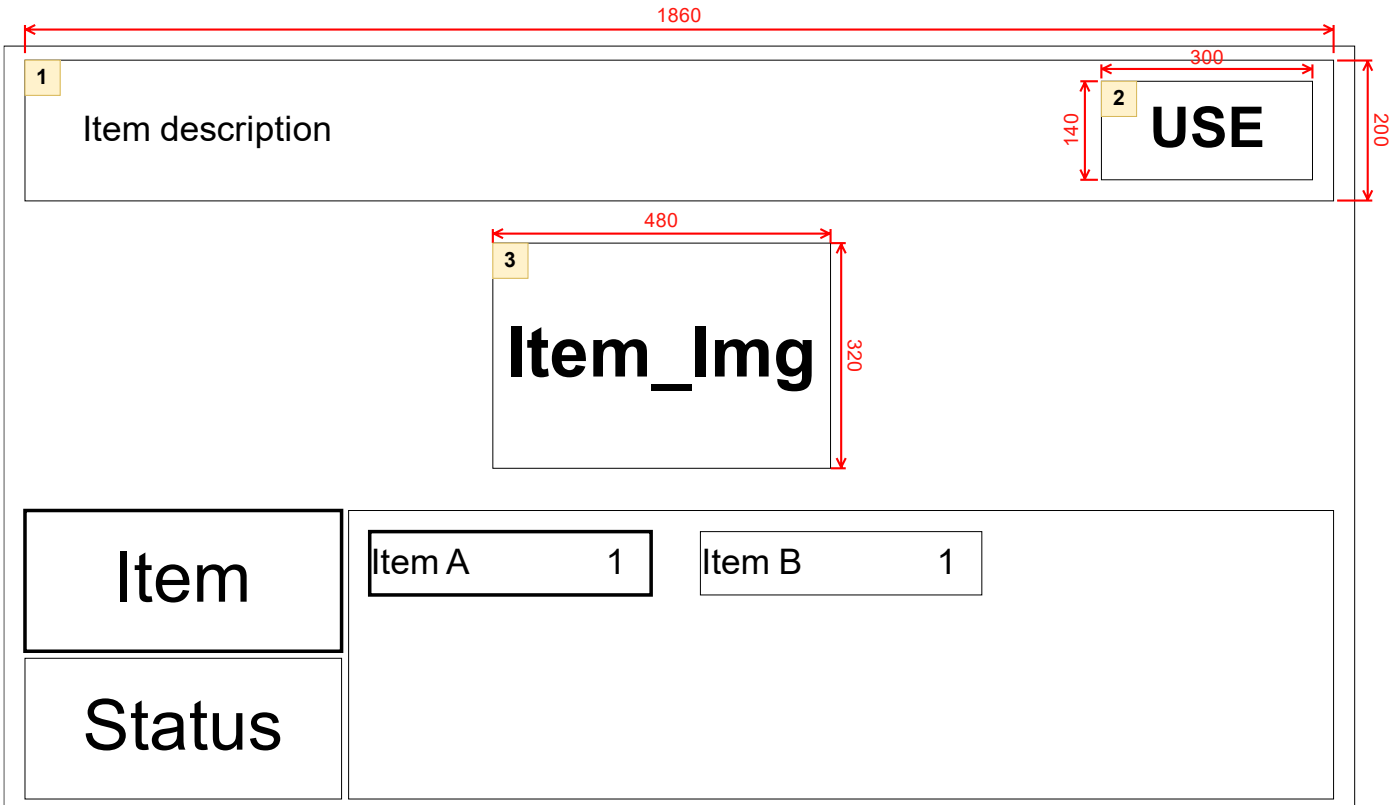 1860
1
Item description
300
2
USE
140
200
480
3
Item_Img
320
Item
Item A 1
Item B 1
Status